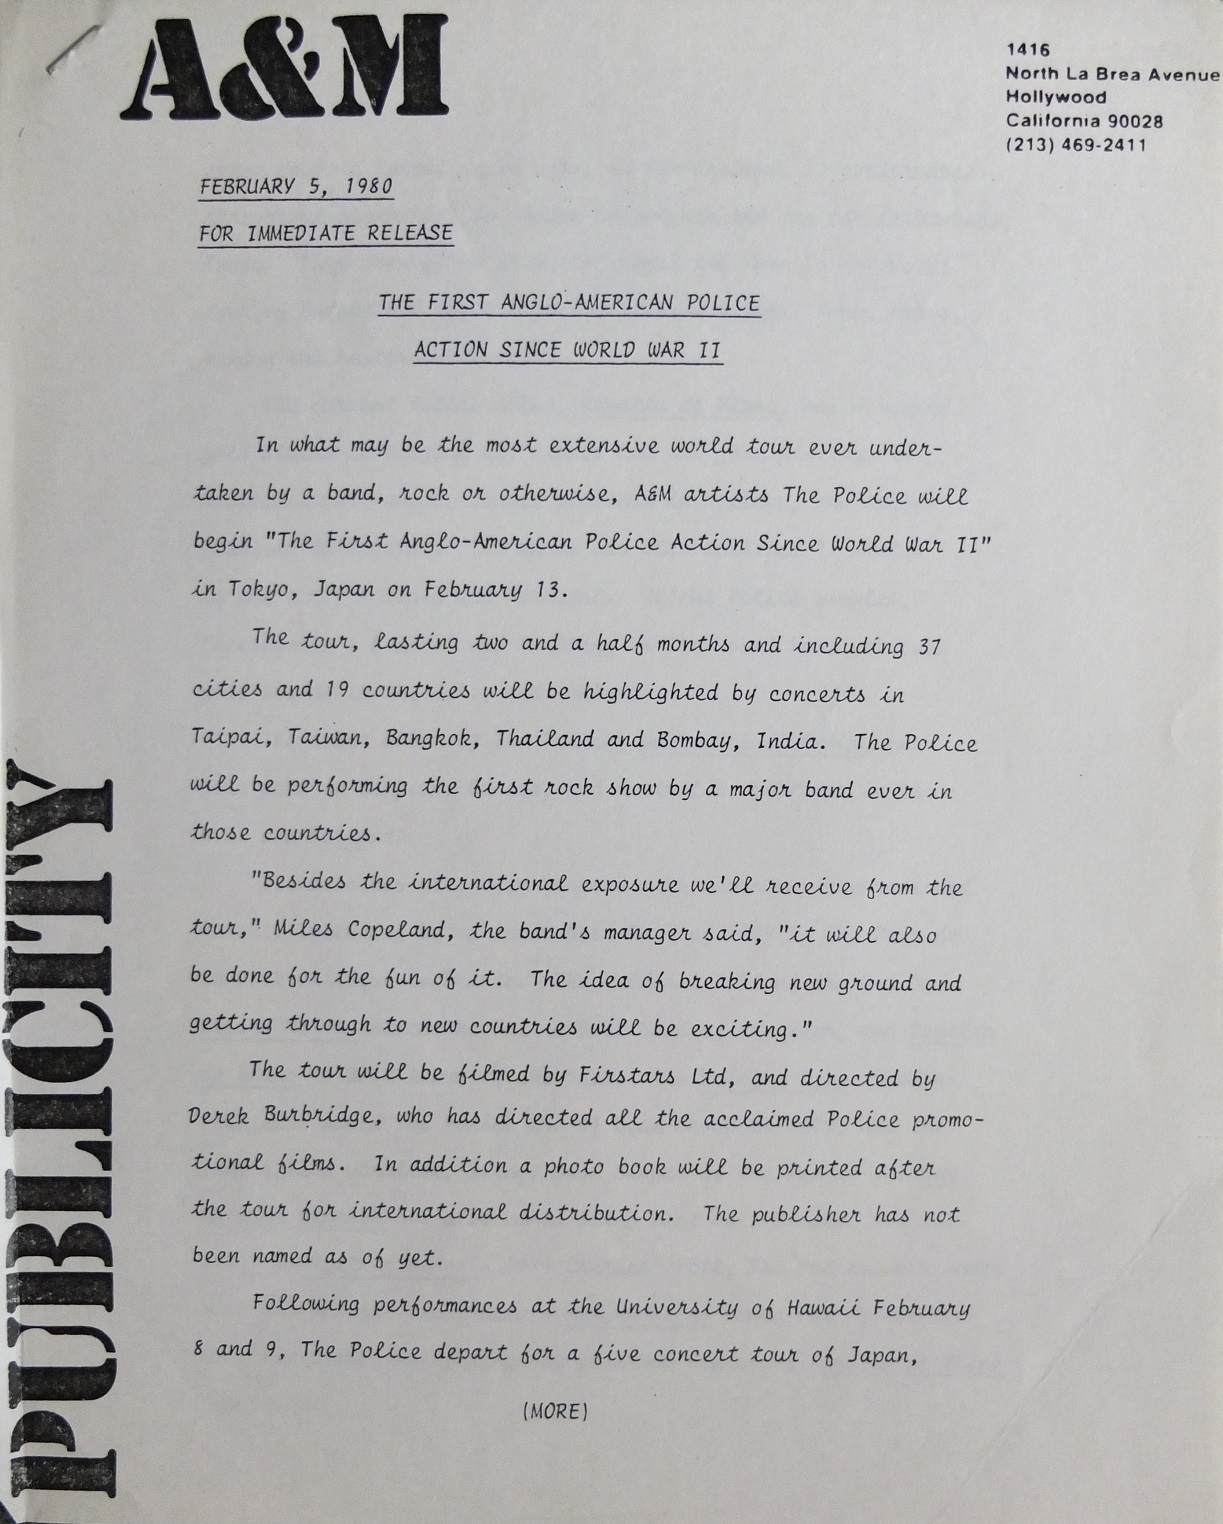 A&M
1416
North La Brea Avenue
Hollywood
California 90028
(213) 469-2411
FEBRUARY 5, 1980
FOR IMMEDIATE RELEASE
THE FIRST ANGLO-AMERICAN POLICE
ACTION SINCE WORLD WAR II
In what may be the most extensive world tour ever under-
taken by a band, rock or otherwise, A&M artists The Police will
begin "The First Anglo-American Police Action Since World War II"
in Tokyo, Japan on February 13.
The tour, lasting two and a half months and including 37
cities and 19 countries will be highlighted by concerts in
Taipai, Taiwan, Bangkok, Thailand and Bombay, India.  The Police
will be performing the first rock show by a major band ever in
those countries.
"Besides the international exposure we'll receive from the
tour," Miles Copeland, the band's manager said, "it will also
be done for the fun of it.  The idea of breaking new ground and
getting through to new countries will be exciting."
The tour will be filmed by Firstars Ltd, and directed by
Derek Burbridge, who has directed all the acclaimed Police promo-
tional films.  In addition a photo book will be printed after
the tour for international distribution.  The publisher has not
been named as of yet.
Following performances at the University of Hawaii February
8 and 9, The Police depart for a five concert tour of Japan,
(MORE)
PUBLICITY